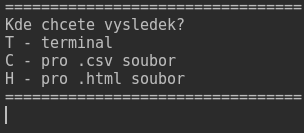 =================================
Kde chcete vysledek?
T - terminal
C - pro .csv soubor
H - pro .html soubor
=================================